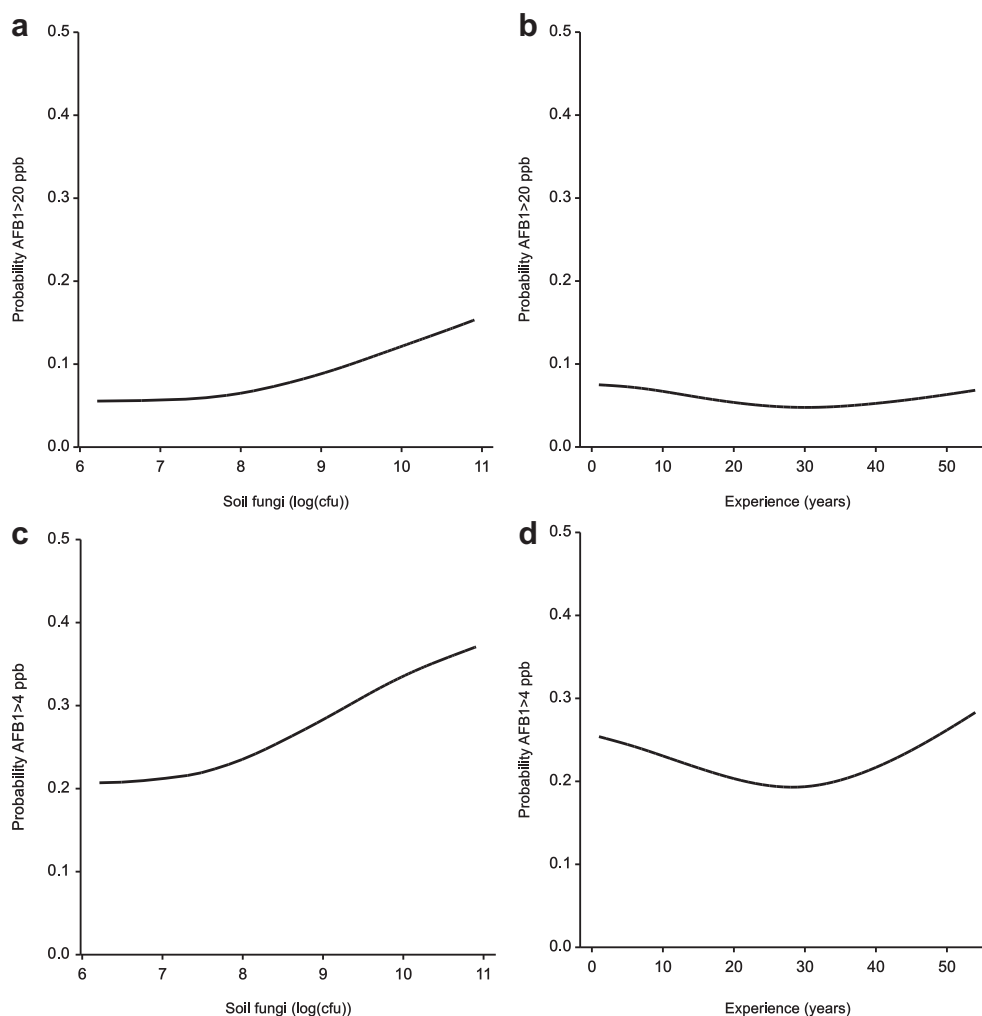 a
0.5
0.4
0.3
0.2
0.1
0.0
Probability AFB1>20 ppb
6 7 8 9 10 11
Soil fungi (log(cfu))
b
0.5
0.4
0.3
0.2
0.1
0.0
Probability AFB1>20 ppb
0 10 20 30 40 50
Experience (years)
c
0.5
0.4
0.3
0.2
0.1
0.0
Probability AFB1>4 ppb
6 7 8 9 10 11
Soil fungi (log(cfu))
d
0.5
0.4
0.3
0.2
0.1
0.0
Probability AFB1>4 ppb
0 10 20 30 40 50
Experience (years)